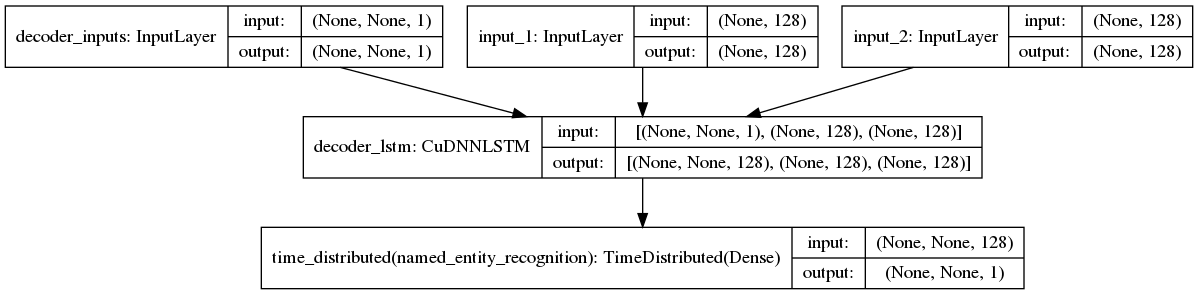 decoder_inputs: InputLayer
input: (None, None, 1)
output: (None, None, 1)
input_1: InputLayer
input: (None, 128)
output: (None, 128)
input_2: InputLayer
input: (None, 128)
output: (None, 128)
decoder_lstm: CuDNNLSTM
input: [(None, None, 1), (None, 128), (None, 128)]
output: [(None, None, 128), (None, 128), (None, 128)]
time_distributed(named_entity_recognition): TimeDistributed(Dense)
input: (None, None, 128)
output: (None, None, 1)